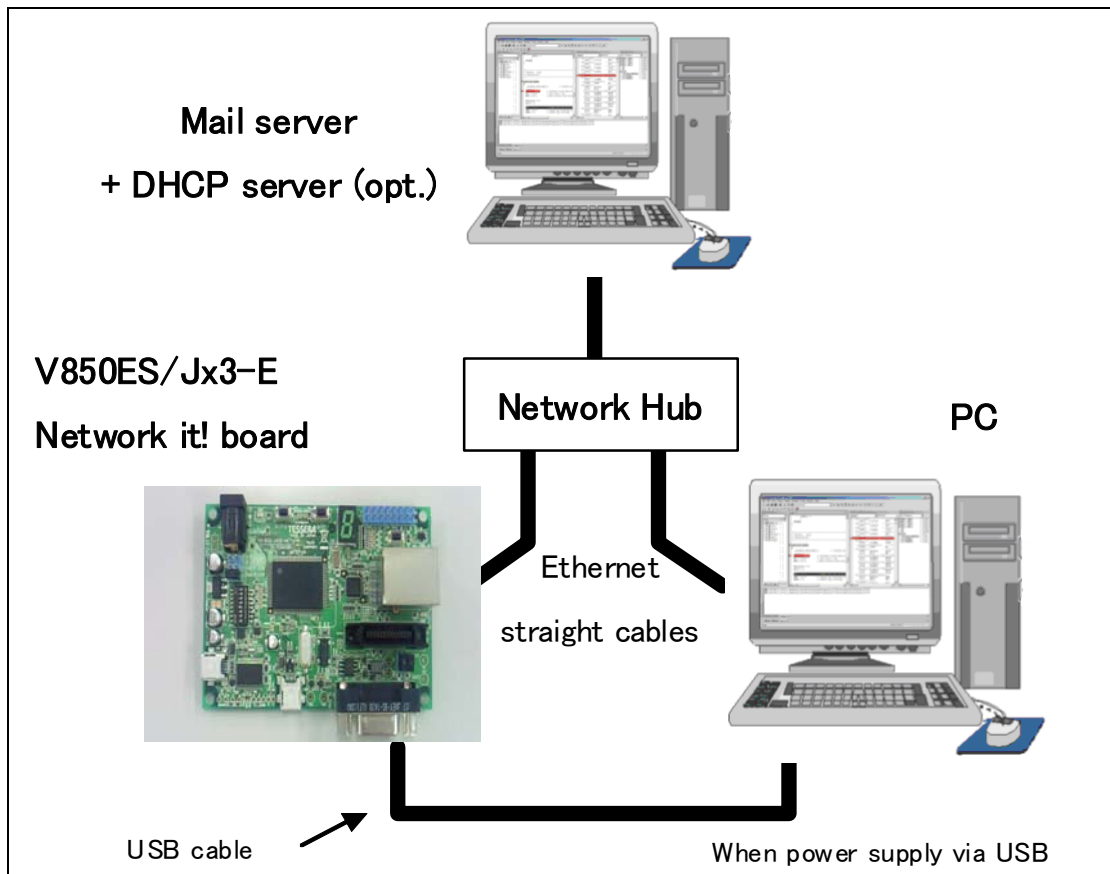 Mail server
+ DHCP server (opt.)
V850ES/Jx3-E
Network it! board
Network Hub
PC
TESSERA
Ethernet
straight cables
USB cable
When power supply via USB